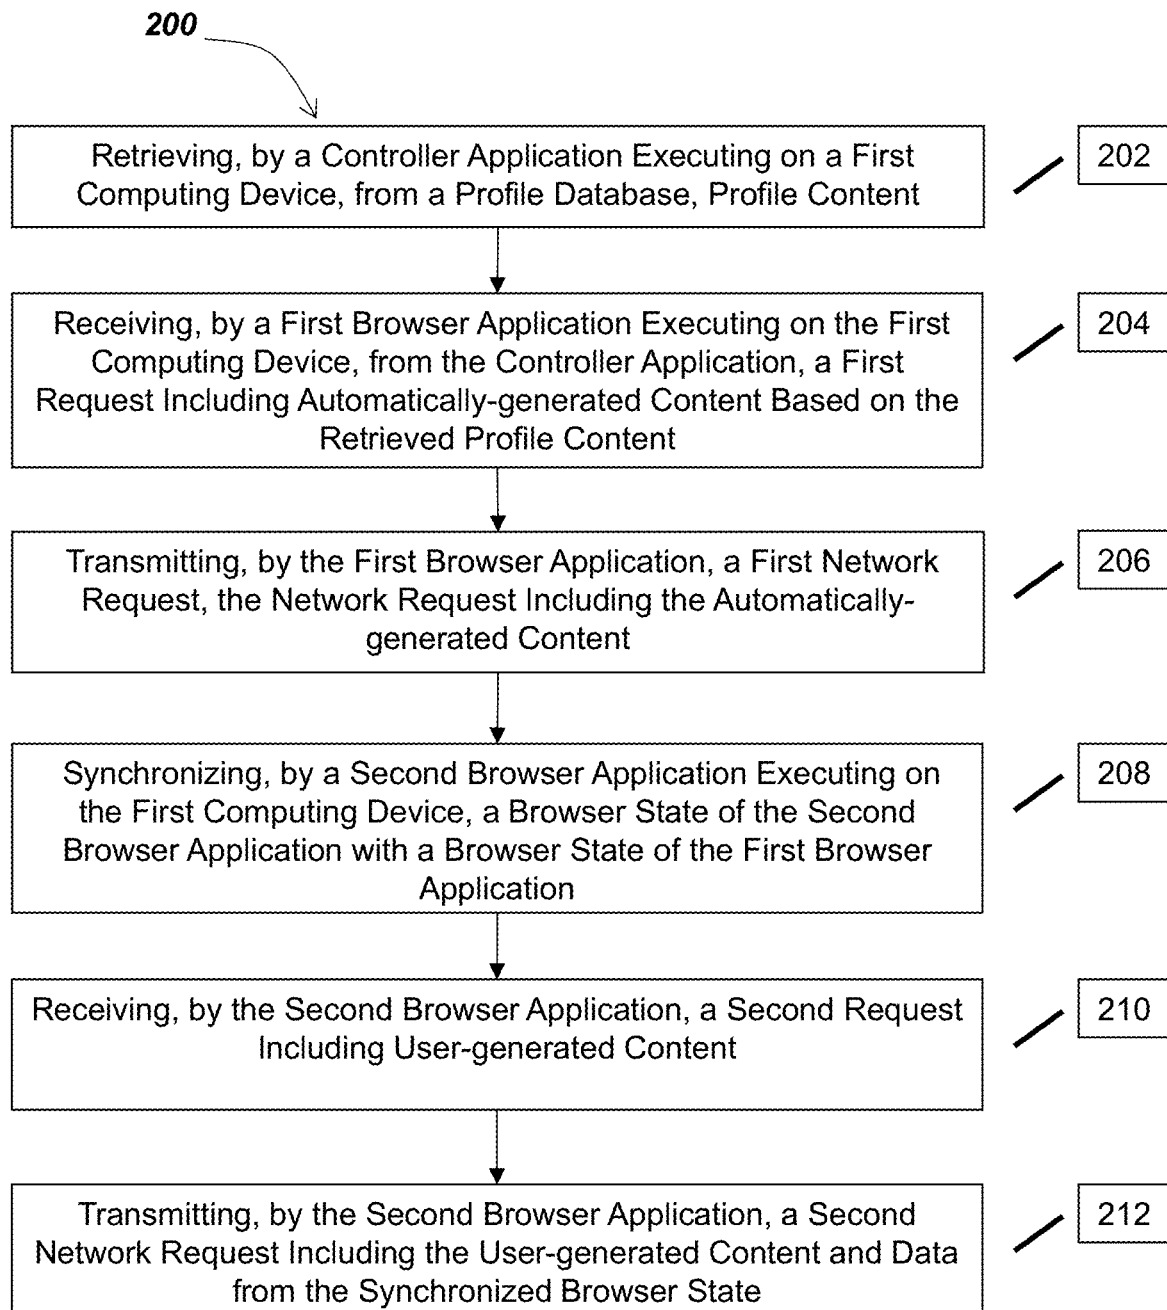 200
Retrieving, by a Controller Application Executing on a First
Computing Device, from a Profile Database, Profile Content
202
Receiving, by a First Browser Application Executing on the First
Computing Device, from the Controller Application, a First
Request Including Automatically-generated Content Based on the
Retrieved Profile Content
204
Transmitting, by the First Browser Application, a First Network
Request, the Network Request Including the Automatically-
generated Content
206
Synchronizing, by a Second Browser Application Executing on
the First Computing Device, a Browser State of the Second
Browser Application with a Browser State of the First Browser
Application
208
Receiving, by the Second Browser Application, a Second Request
Including User-generated Content
210
Transmitting, by the Second Browser Application, a Second
Network Request Including the User-generated Content and Data
from the Synchronized Browser State
212